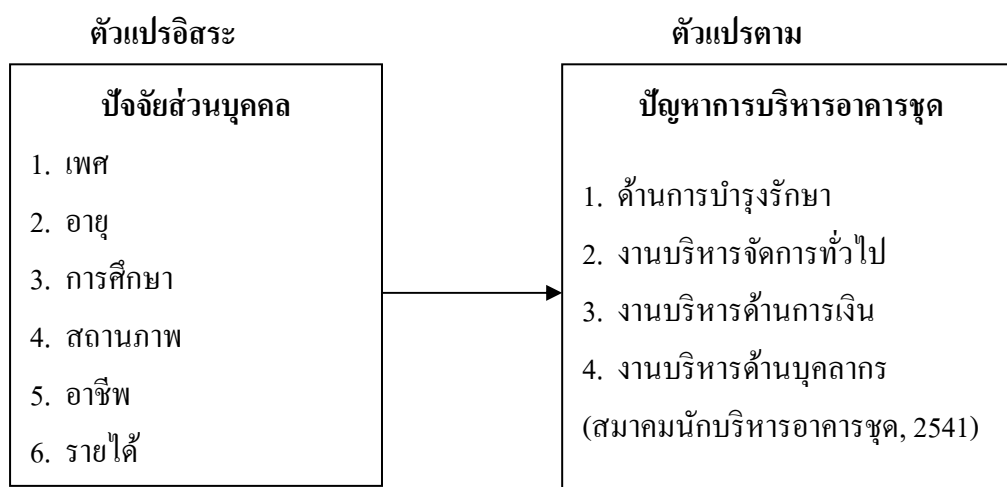 ตัวแปรอิสระ
ปัจจัยส่วนบุคคล
1. เพศ
2. อายุ
3. การศึกษา
4. สถานภาพ
5. อาชีพ
6. รายได้
ตัวแปรตาม
ปัญหาการบริหารอาคารชุด
1. ด้านการบำรุงรักษา
2. งานบริหารจัดการทั่วไป
3. งานบริหารด้านการเงิน
4. งานบริหารด้านบุคลากร
(สมาคมนักบริหารอาคารชุด, 2541)